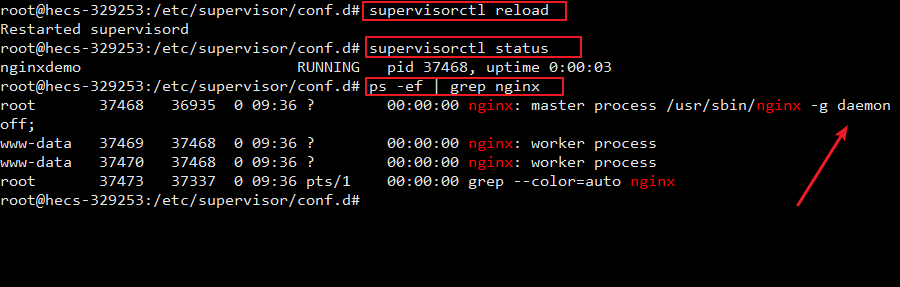 root@hecs-329253:/etc/supervisor/conf.d# supervisorctl reload
Restarted supervisord
root@hecs-329253:/etc/supervisor/conf.d# supervisorctl status
nginxdemo                        RUNNING   pid 37468, uptime 0:00:03
root@hecs-329253:/etc/supervisor/conf.d# ps -ef | grep nginx
root       37468   36935  0 09:36 ?        00:00:00 nginx: master process /usr/sbin/nginx -g daemon
off;
www-data   37469   37468  0 09:36 ?        00:00:00 nginx: worker process
www-data   37470   37468  0 09:36 ?        00:00:00 nginx: worker process
root       37473   37337  0 09:36 pts/1    00:00:00 grep --color=auto nginx
root@hecs-329253:/etc/supervisor/conf.d#